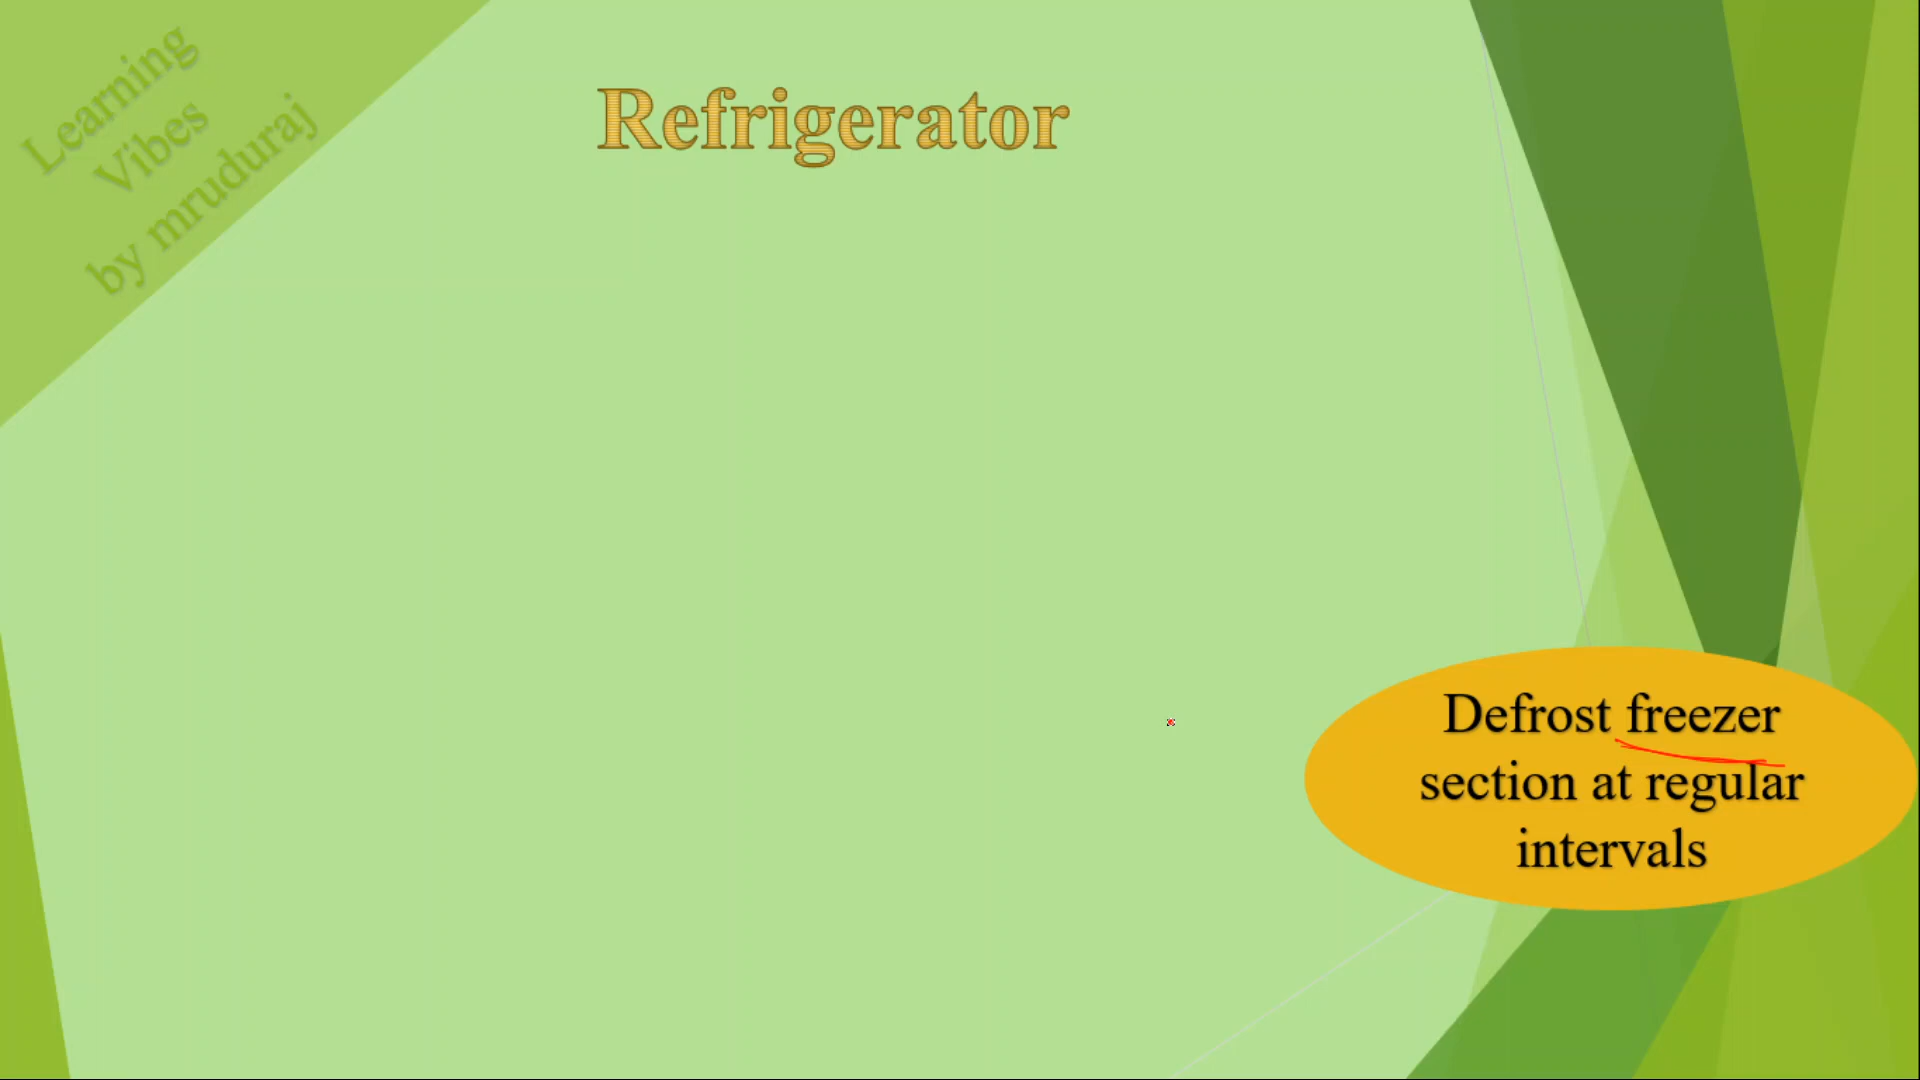 Learning
Vibes
by mruduraj
Refrigerator
Defrost freezer
section at regular
intervals